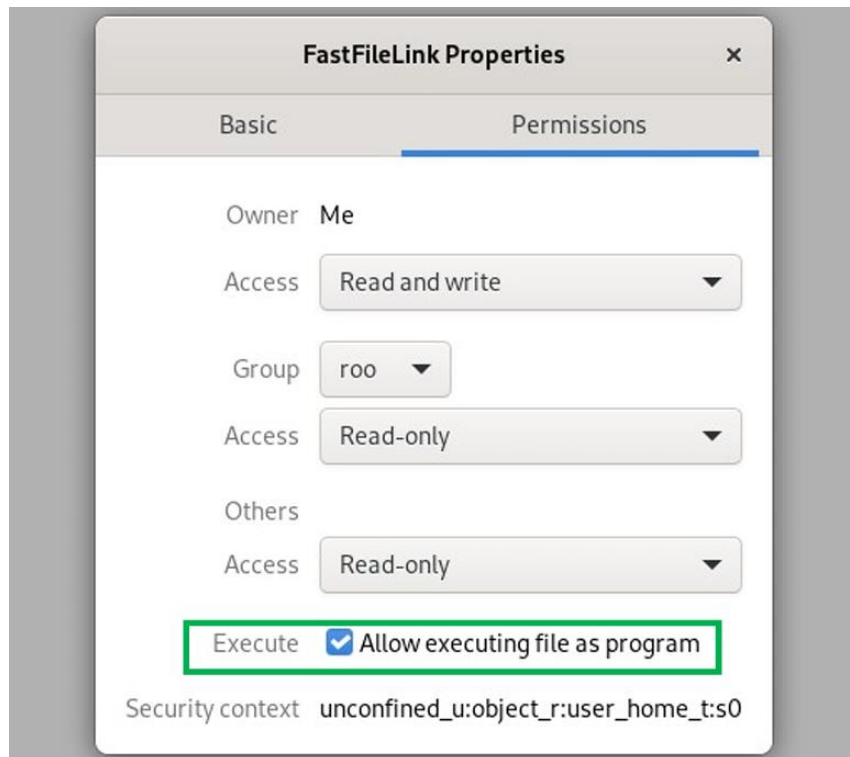 FastFileLink Properties ×
Basic Permissions
Owner Me
Access Read and write
Group roo
Access Read-only
Others
Access Read-only
Execute Allow executing file as program
Security context unconfined_u:object_r:user_home_t:s0